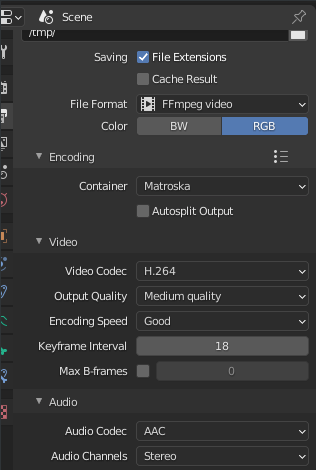 Scene
/tmp/
Saving File Extensions
Cache Result
File Format FFmpeg video
Color BW RGB
Encoding
Container Matroska
Autosplit Output
Video
Video Codec H.264
Output Quality Medium quality
Encoding Speed Good
Keyframe Interval 18
Max B-frames 0
Audio
Audio Codec AAC
Audio Channels Stereo